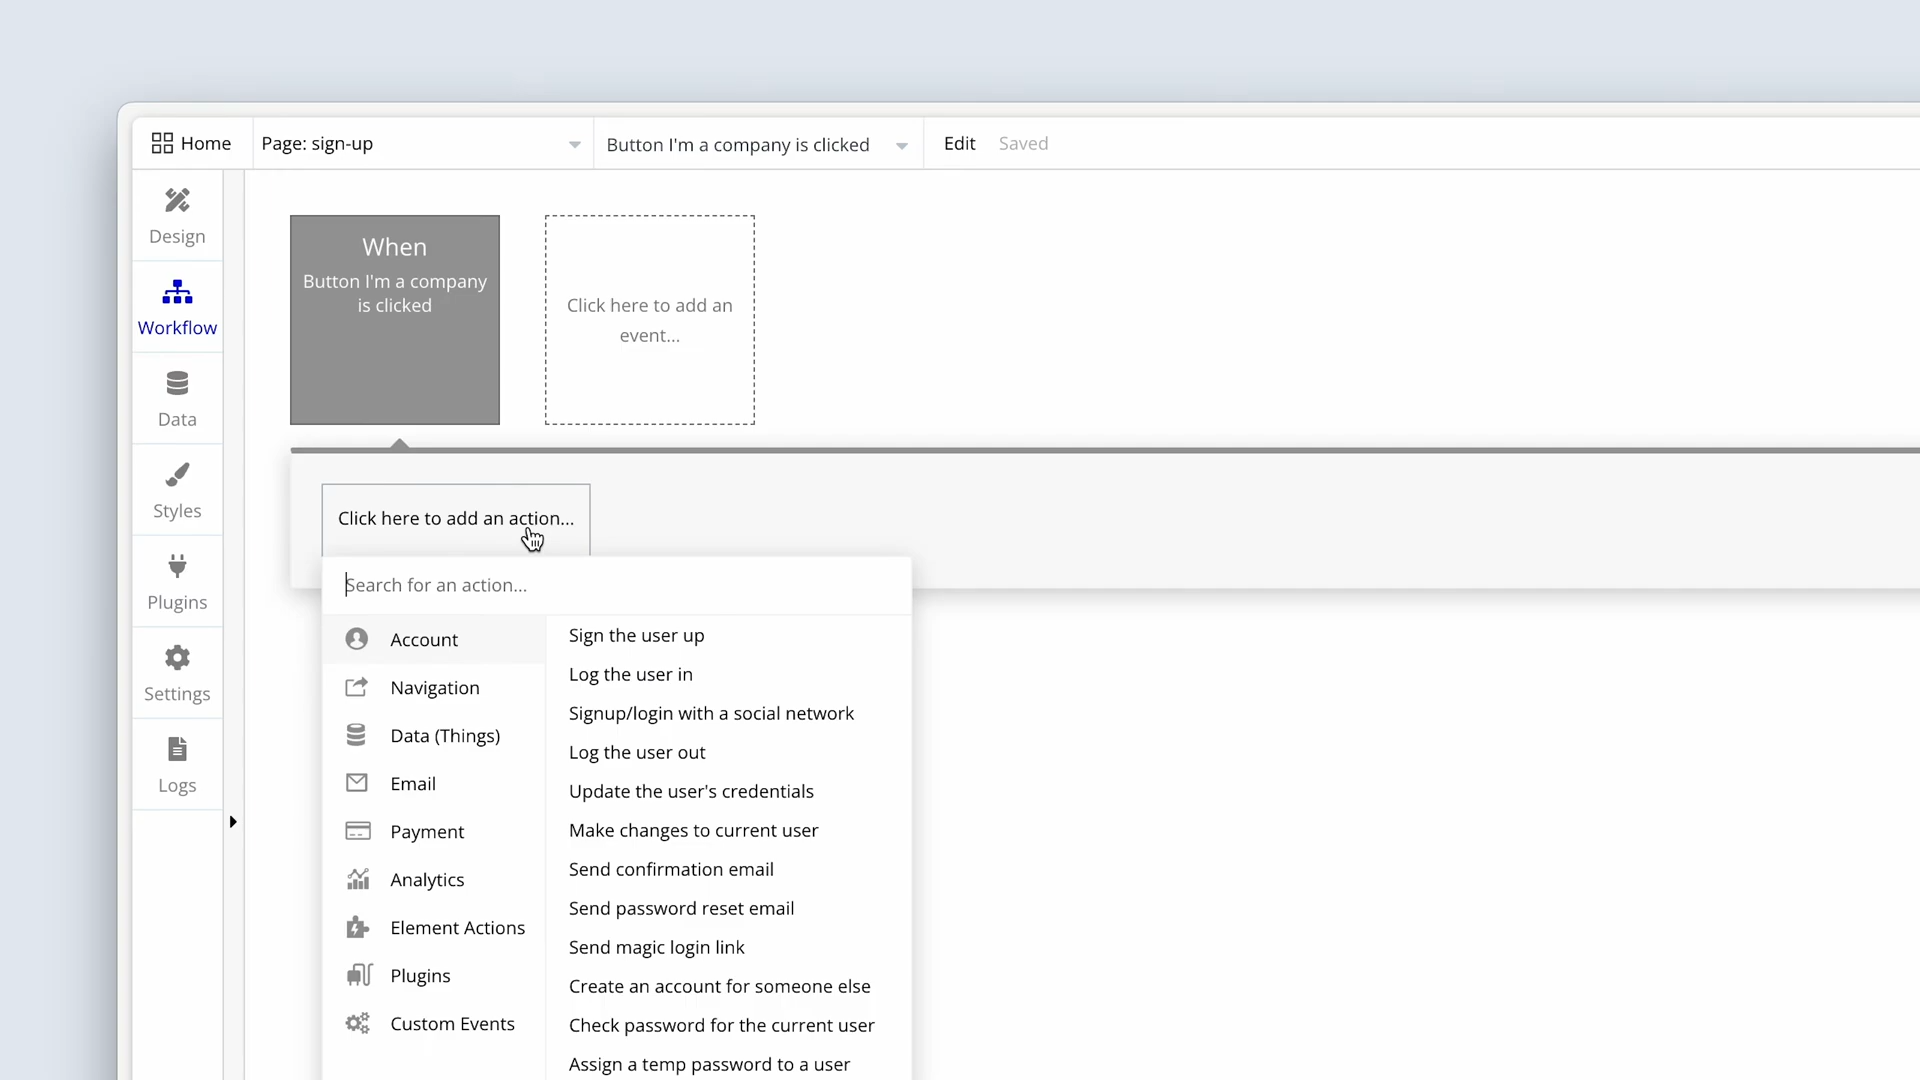 Home
Page: sign-up
Button I'm a company is clicked
Edit
Saved
Design
Workflow
Data
Styles
Plugins
Settings
Logs
When
Button I'm a company
is clicked
Click here to add an
event...
Click here to add an action...
Search for an action...
Account
Navigation
Data (Things)
Email
Payment
Analytics
Element Actions
Plugins
Custom Events
Sign the user up
Log the user in
Signup/login with a social network
Log the user out
Update the user's credentials
Make changes to current user
Send confirmation email
Send password reset email
Send magic login link
Create an account for someone else
Check password for the current user
Assign a temp password to a user